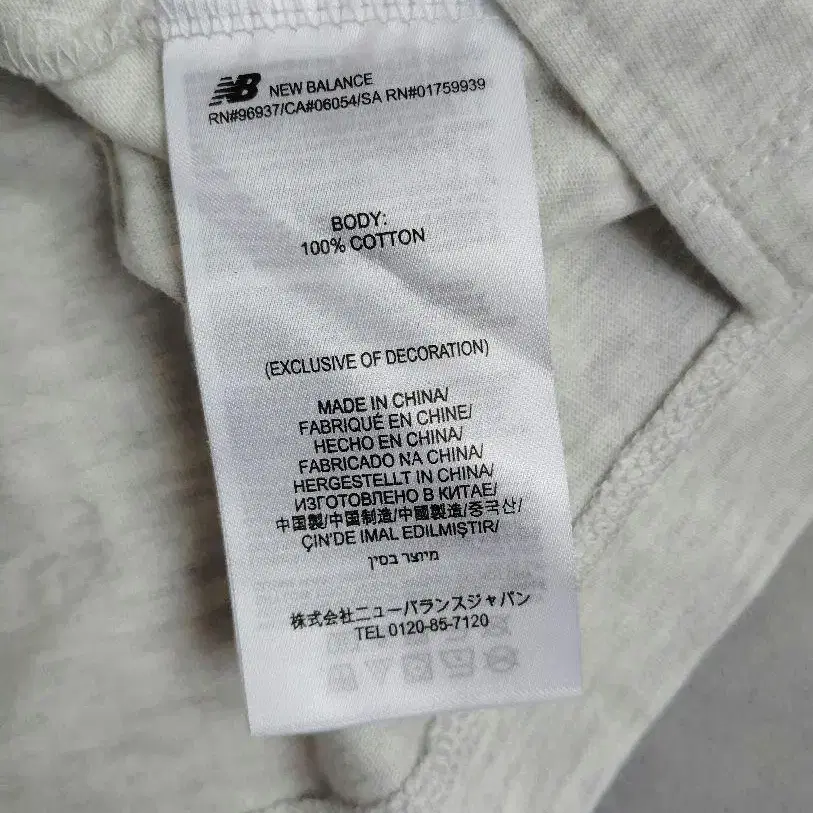 NB NEW BALANCE
RN#96937/CA#06054/SA RN#01759939
BODY:
100% COTTON
(EXCLUSIVE OF DECORATION)
MADE IN CHINA/
FABRIQUÉ EN CHINE/
HECHO EN CHINA/
FABRICADO NA CHINA/
HERGESTELLT IN CHINA/
ИЗГОТОВЛЕНО В КИТАЕ/
中国製/中国制造/中國製造/중국산/
ÇIN'DE IMAL EDILMIŞTIR/
מיוצר בסין
株式会社ニューバランスジャパン
TEL 0120-85-7120